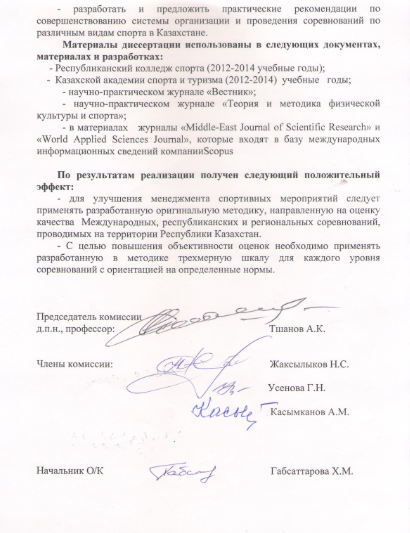 - разработать и предложить практические рекомендации по
совершенствованию системы организации и проведения соревнований по
различным видам спорта в Казахстане.
Материалы диссертации использованы в следующих документах,
материалах и разработках:
- Республиканский колледж спорта (2012-2014 учебные годы);
- Казахской академии спорта и туризма (2012-2014) учебные годы;
- научно-практическом журнале «Вестник»;
- научно-практическом журнале «Теория и методика физической
культуры и спорта»;
- в материалах журналы «Middle-East Journal of Scientific Research» и
«World Applied Sciences Journal», которые входят в базу международных
информационных сведений компанииScopus
По результатам реализации получен следующий положительный
эффект:
- для улучшения менеджмента спортивных мероприятий следует
применять разработанную оригинальную методику, направленную на оценку
качества Международных, республиканских и региональных соревнований,
проводимых на территории Республики Казахстан.
- С целью повышения объективности оценок необходимо применять
разработанную в методике трехмерную шкалу для каждого уровня
соревнований с ориентацией на определенные нормы.
Председатель комиссии
д.п.н., профессор: Тшанов А.К.
Члены комиссии: Жаксылыков Н.С.
Усенова Г.Н.
Касым Касымканов А.М.
Начальник О/К Габсаттарова Х.М.